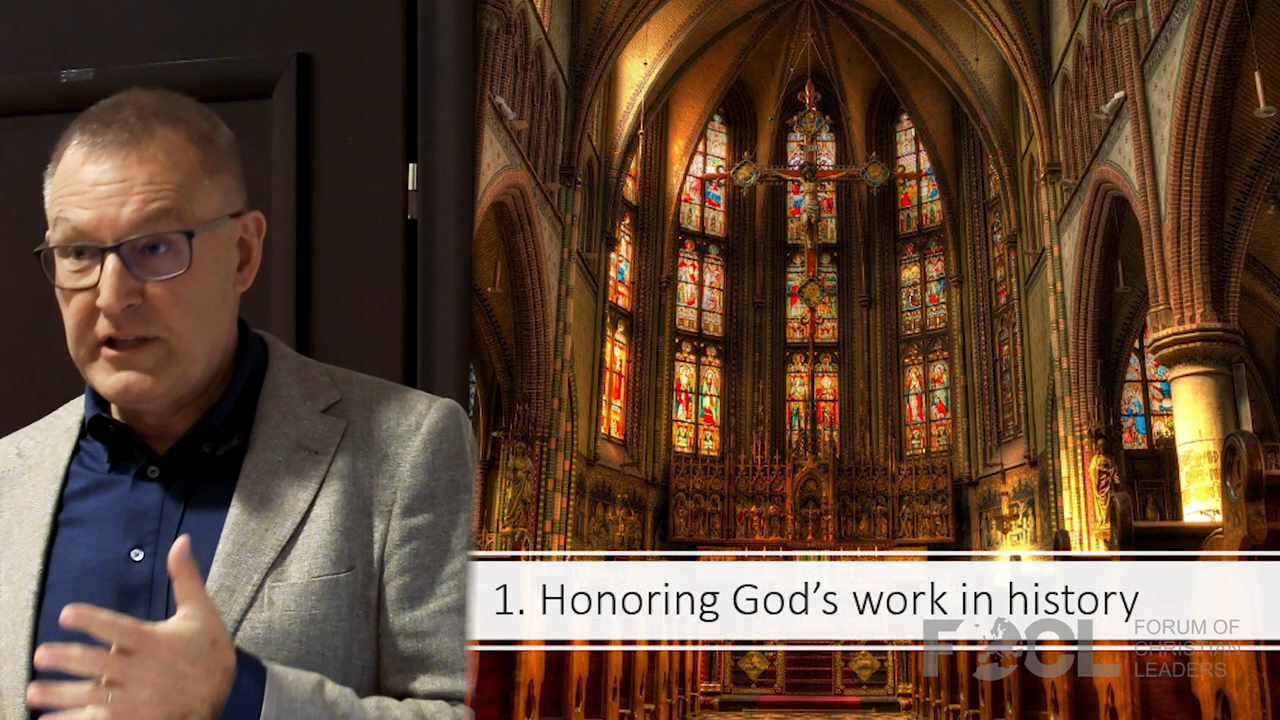 1. Honoring God's work in history
FOCL
FORUM OF
CHRISTIAN
LEADERS